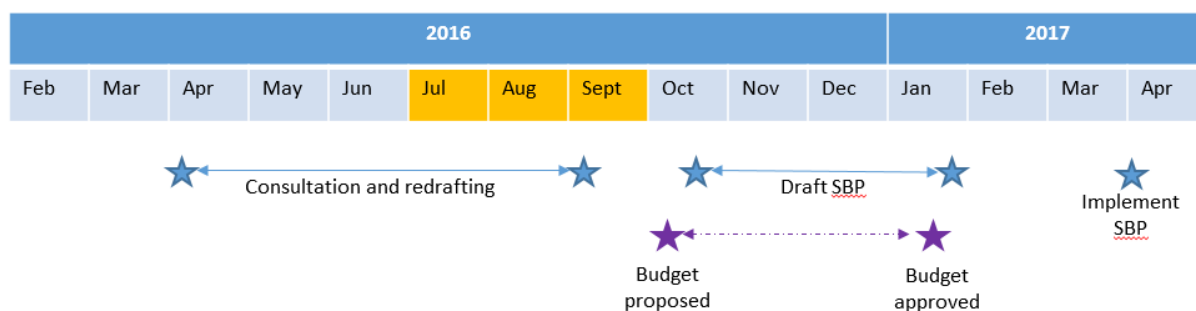 2016 2017
Feb Mar Apr May Jun Jul Aug Sept Oct Nov Dec Jan Feb Mar Apr
Consultation and redrafting
Draft SBP
Implement
SBP
Budget
proposed
Budget
approved